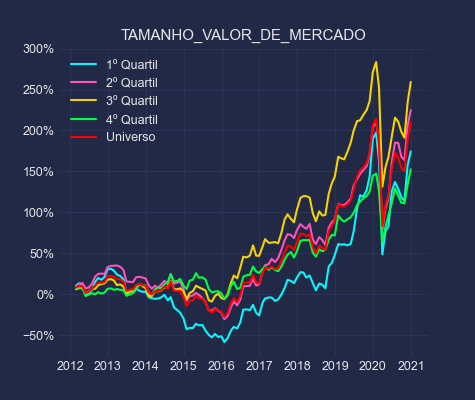 TAMANHO_VALOR_DE_MERCADO
300%
250%
200%
150%
100%
50%
0%
−50%
1º Quartil
2º Quartil
3º Quartil
4º Quartil
Universo
2012 2013 2014 2015 2016 2017 2018 2019 2020 2021